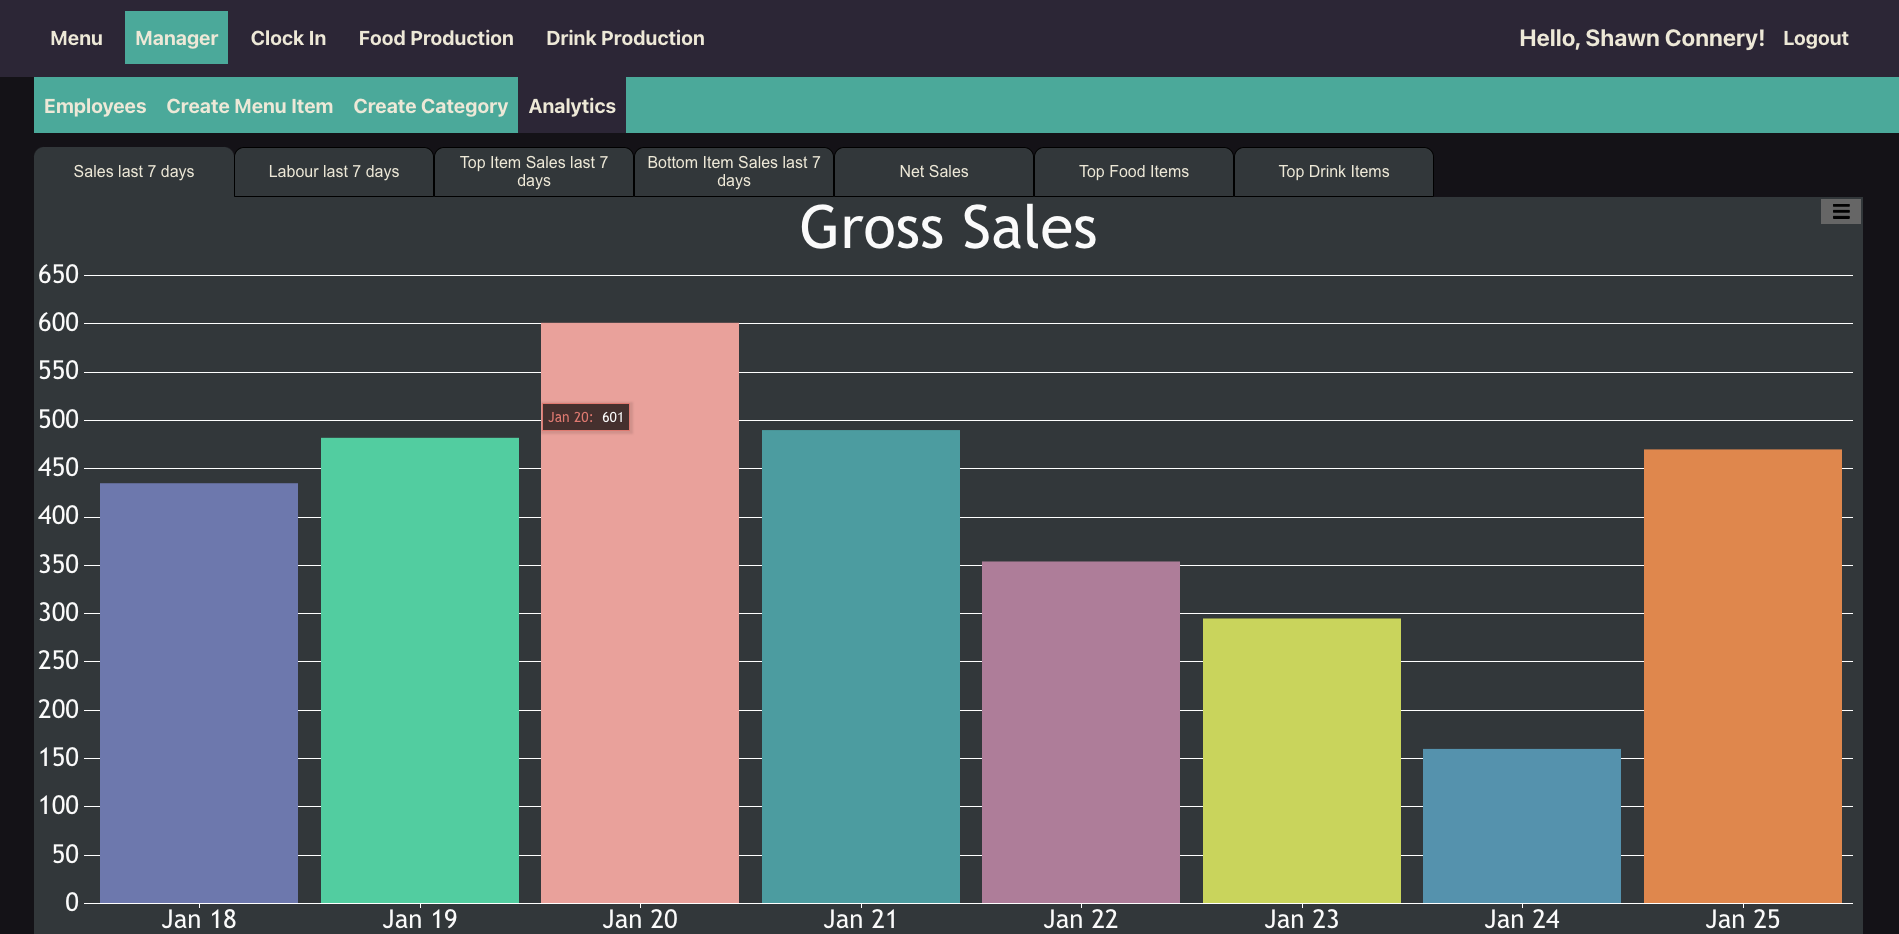 Menu Manager Clock In Food Production Drink Production Hello, Shawn Connery! Logout
Employees Create Menu Item Create Category Analytics
Sales last 7 days
Labour last 7 days
Top Item Sales last 7
days
Bottom Item Sales last 7
days
Net Sales
Top Food Items
Top Drink Items
Gross Sales
650
600
550
500
450
400
350
300
250
200
150
100
50
0
Jan 20: 601
Jan 18 Jan 19 Jan 20 Jan 21 Jan 22 Jan 23 Jan 24 Jan 25